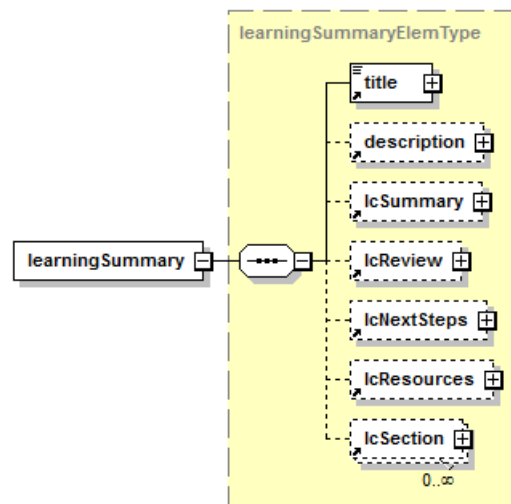 learningSummaryElemType
title
description
lcSummary
learningSummary
lcReview
lcNextSteps
lcResources
lcSection
0..∞